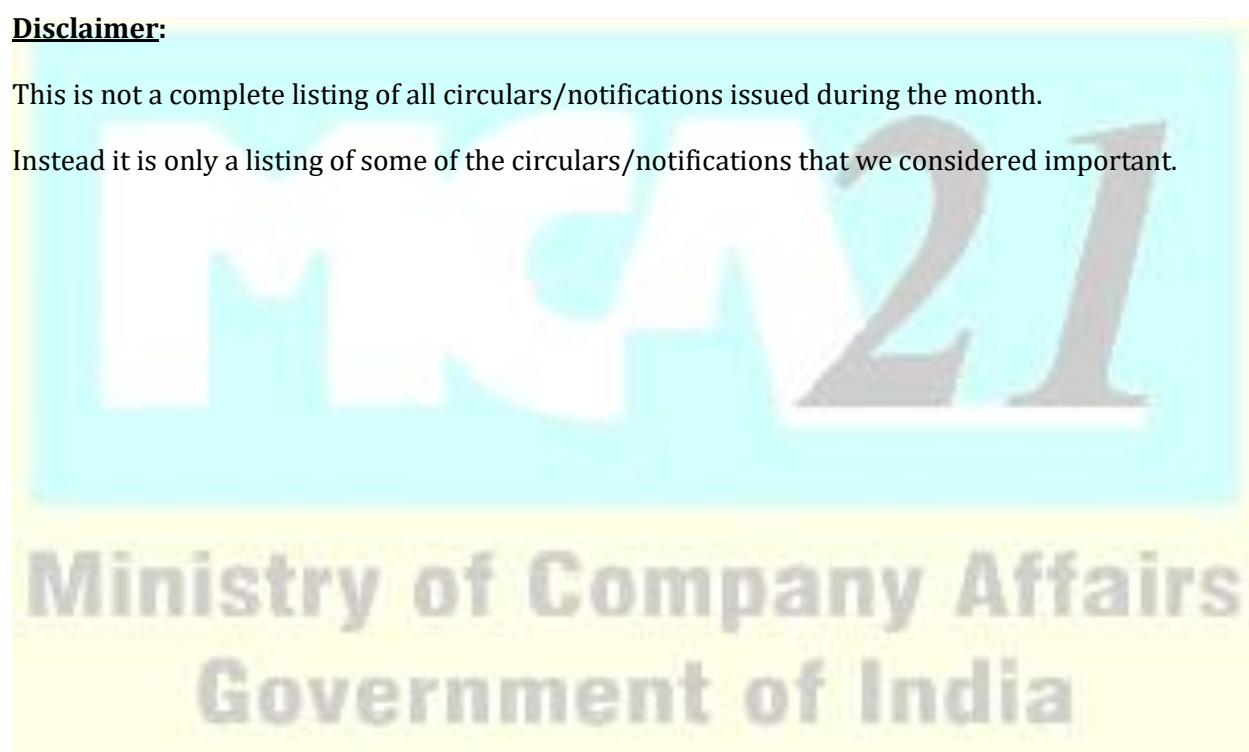 Disclaimer:
This is not a complete listing of all circulars/notifications issued during the month.
Instead it is only a listing of some of the circulars/notifications that we considered important.
MCA21
Ministry of Company Affairs
Government of India